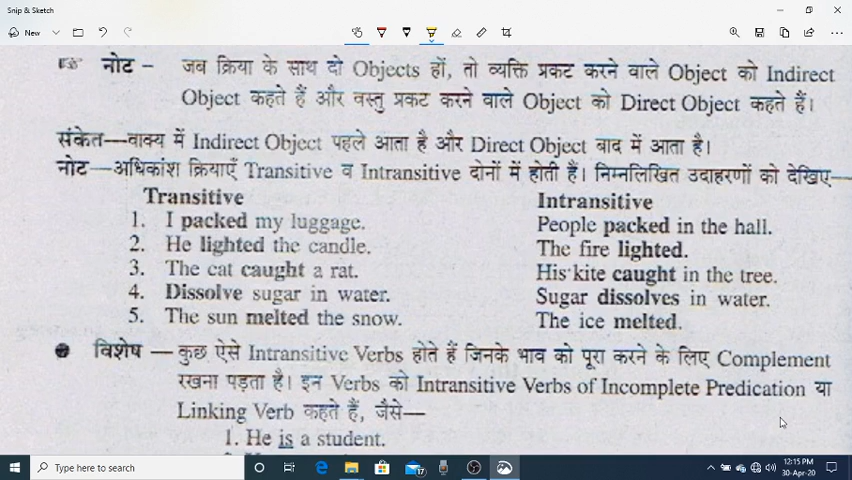 Snip & Sketch
New
नोट – जब क्रिया के साथ दो Objects हों, तो व्यक्ति प्रकट करने वाले Object को Indirect
Object कहते हैं और वस्तु प्रकट करने वाले Object को Direct Object कहते हैं।
संकेत—वाक्य में Indirect Object पहले आता है और Direct Object बाद में आता है।
नोट—अधिकांश क्रियाएँ Transitive व Intransitive दोनों में होती हैं। निम्नलिखित उदाहरणों को देखिए—
Transitive Intransitive
1. I packed my luggage. People packed in the hall.
2. He lighted the candle. The fire lighted.
3. The cat caught a rat. His kite caught in the tree.
4. Dissolve sugar in water. Sugar dissolves in water.
5. The sun melted the snow. The ice melted.
विशेष — कुछ ऐसे Intransitive Verbs होते हैं जिनके भाव को पूरा करने के लिए Complement
रखना पड़ता है। इन Verbs को Intransitive Verbs of Incomplete Predication या
Linking Verb कहते हैं, जैसे—
1. He is a student.
Type here to search
17
12:15 PM
30-Apr-20